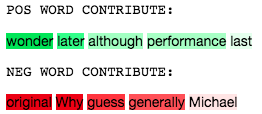 POS WORD CONTRIBUTE:
wonder later although performance last
NEG WORD CONTRIBUTE:
original Why guess generally Michael